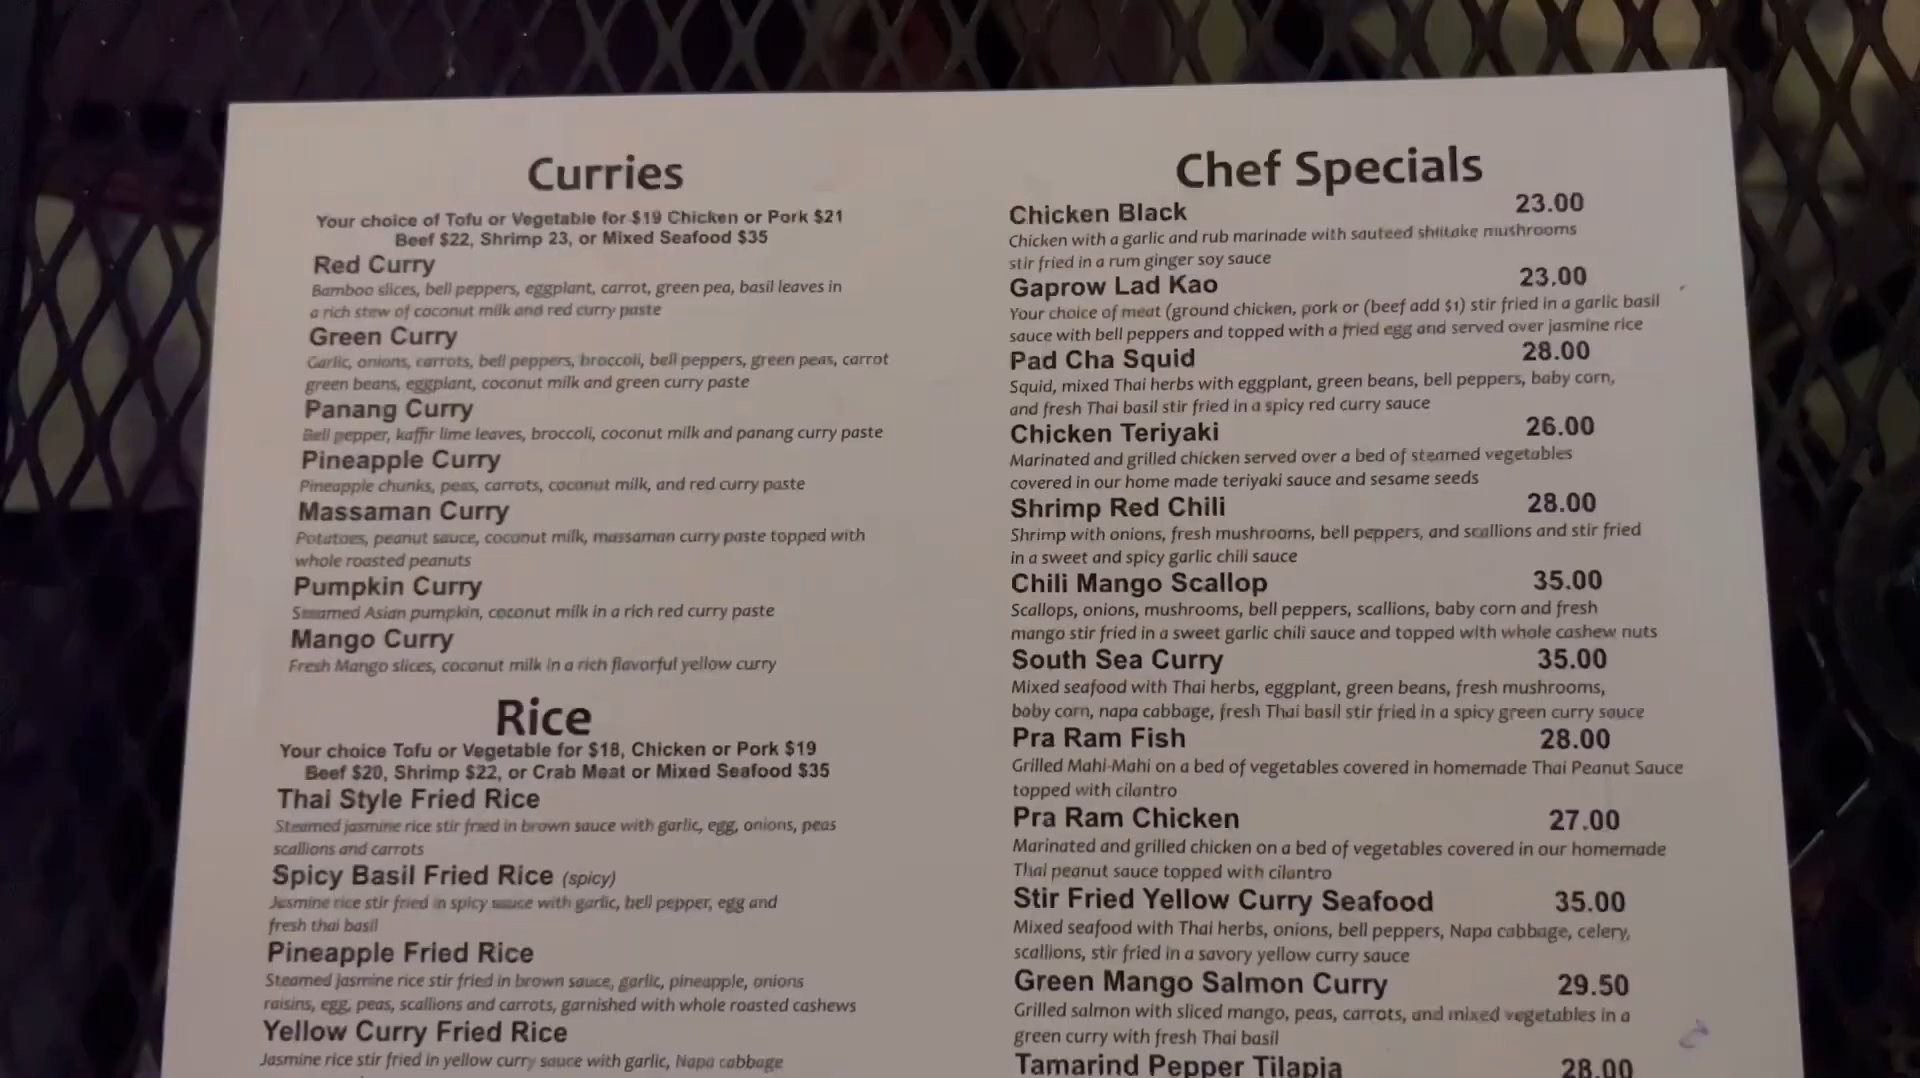 Curries
Your choice of Tofu or Vegetable for $19 Chicken or Pork $21
Beef $22, Shrimp 23, or Mixed Seafood $35
Red Curry
Bamboo slices, bell peppers, eggplant, carrot, green pea, basil leaves in
a rich stew of coconut milk and red curry paste
Green Curry
Garlic, onions, carrots, bell peppers, broccoli, bell peppers, green peas, carrot
green beans, eggplant, coconut milk and green curry paste
Panang Curry
Bell pepper, kaffir lime leaves, broccoli, coconut milk and panang curry paste
Pineapple Curry
Pineapple chunks, peas, carrots, coconut milk, and red curry paste
Massaman Curry
Potatoes, peanut sauce, coconut milk, massaman curry paste topped with
whole roasted peanuts
Pumpkin Curry
Steamed Asian pumpkin, coconut milk in a rich red curry paste
Mango Curry
Fresh Mango slices, coconut milk in a rich flavorful yellow curry
Rice
Your choice Tofu or Vegetable for $18, Chicken or Pork $19
Beef $20, Shrimp $22, or Crab Meat or Mixed Seafood $35
Thai Style Fried Rice
Steamed jasmine rice stir fried in brown sauce with garlic, egg, onions, peas
scallions and carrots
Spicy Basil Fried Rice (spicy)
Jasmine rice stir fried in spicy sauce with garlic, bell pepper, egg and
fresh thai basil
Pineapple Fried Rice
Steamed jasmine rice stir fried in brown sauce, garlic, pineapple, onions
raisins, egg, peas, scallions and carrots, garnished with whole roasted cashews
Yellow Curry Fried Rice
Jasmine rice stir fried in yellow curry sauce with garlic, Napa cabbage
Chef Specials
Chicken Black 23.00
Chicken with a garlic and rub marinade with sauteed shiitake mushrooms
stir fried in a rum ginger soy sauce
Gaprow Lad Kao 23.00
Your choice of meat (ground chicken, pork or (beef add $1) stir fried in a garlic basil
sauce with bell peppers and topped with a fried egg and served over jasmine rice
Pad Cha Squid 28.00
Squid, mixed Thai herbs with eggplant, green beans, bell peppers, baby corn,
and fresh Thai basil stir fried in a spicy red curry sauce
Chicken Teriyaki 26.00
Marinated and grilled chicken served over a bed of steamed vegetables
covered in our home made teriyaki sauce and sesame seeds
Shrimp Red Chili 28.00
Shrimp with onions, fresh mushrooms, bell peppers, and scallions and stir fried
in a sweet and spicy garlic chili sauce
Chili Mango Scallop 35.00
Scallops, onions, mushrooms, bell peppers, scallions, baby corn and fresh
mango stir fried in a sweet garlic chili sauce and topped with whole cashew nuts
South Sea Curry 35.00
Mixed seafood with Thai herbs, eggplant, green beans, fresh mushrooms,
baby corn, napa cabbage, fresh Thai basil stir fried in a spicy green curry sauce
Pra Ram Fish 28.00
Grilled Mahi-Mahi on a bed of vegetables covered in homemade Thai Peanut Sauce
topped with cilantro
Pra Ram Chicken 27.00
Marinated and grilled chicken on a bed of vegetables covered in our homemade
Thai peanut sauce topped with cilantro
Stir Fried Yellow Curry Seafood 35.00
Mixed seafood with Thai herbs, onions, bell peppers, Napa cabbage, celery,
scallions, stir fried in a savory yellow curry sauce
Green Mango Salmon Curry 29.50
Grilled salmon with sliced mango, peas, carrots, and mixed vegetables in a
green curry with fresh Thai basil
Tamarind Pepper Tilapia 28.00